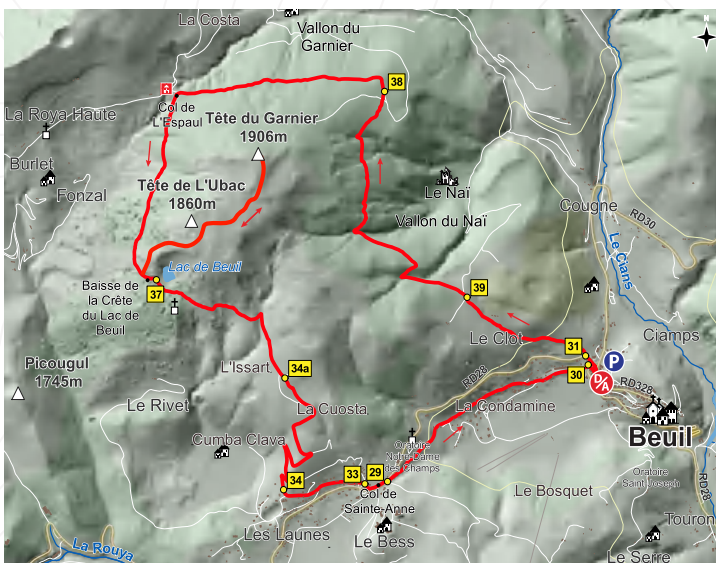 La Costa
Vallon du
Garnier
N
38
Col de
L'Espaul
La Roya Haute
Tête du Garnier
1906m
Burlet
Fonzal
Tête de L'Ubac
1860m
Le Naï
Vallon du Naï
Cougne
RD30
Le Cians
Lac de Beuil
37
Baisse de
la Crête
du Lac de
Beuil
39
Le Clot
31
P
Ciamps
30
D/A
RD28
RD328
Picougul
1745m
L'Issart
34a
La Condamine
Beuil
Le Rivet
La Cuosta
Cumba Clava
Oratoire
Notre-Dame
des Champs
Oratoire
Saint-Joseph
RD28
33
29
34
Col de
Sainte-Anne
Le Bosquet
Touron
Les Launes
Le Bess
La Rouya
Le Serre